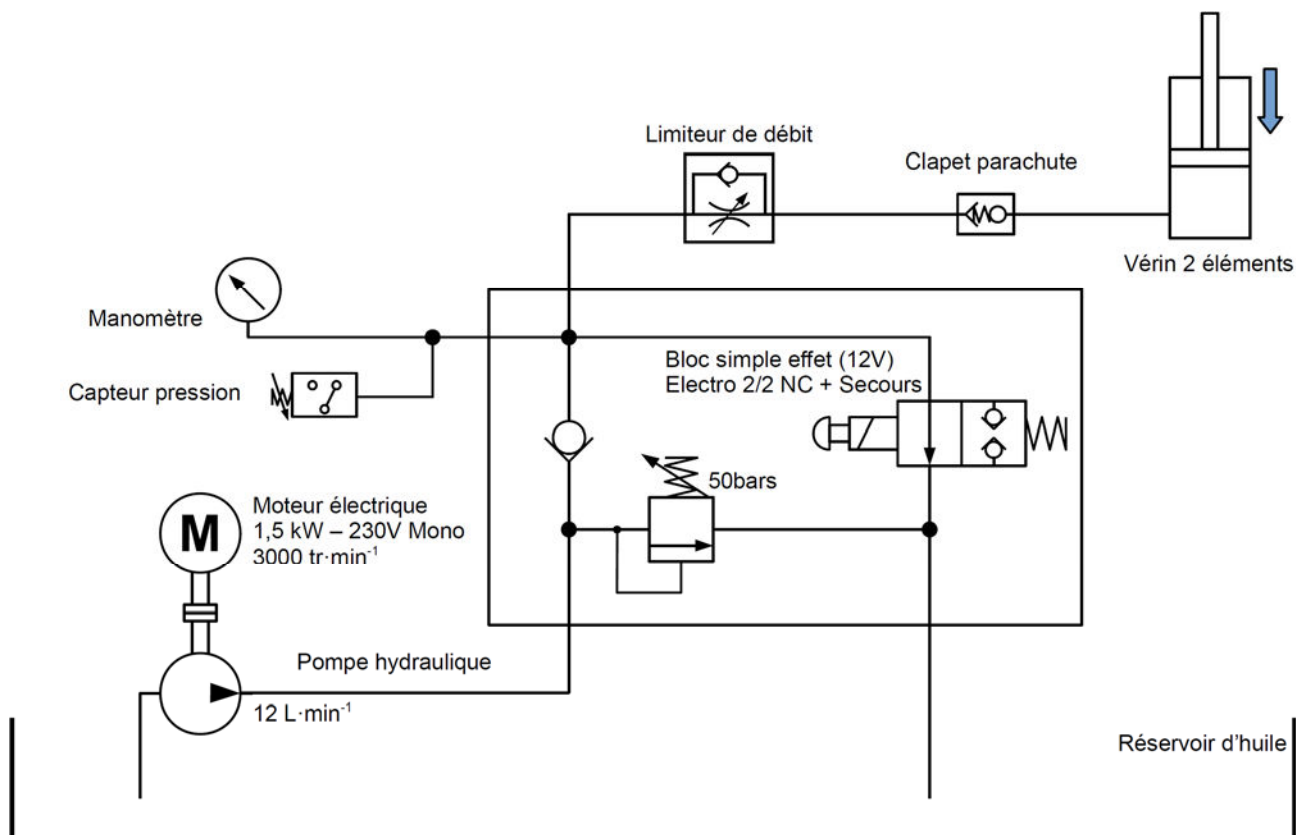 Limiteur de débit
Clapet parachute
Vérin 2 éléments
Manomètre
Capteur pression
Bloc simple effet (12V)
Electro 2/2 NC + Secours
50bars
Moteur électrique
1,5 kW – 230V Mono
3000 tr·min⁻¹
M
Pompe hydraulique
12 L·min⁻¹
Réservoir d'huile